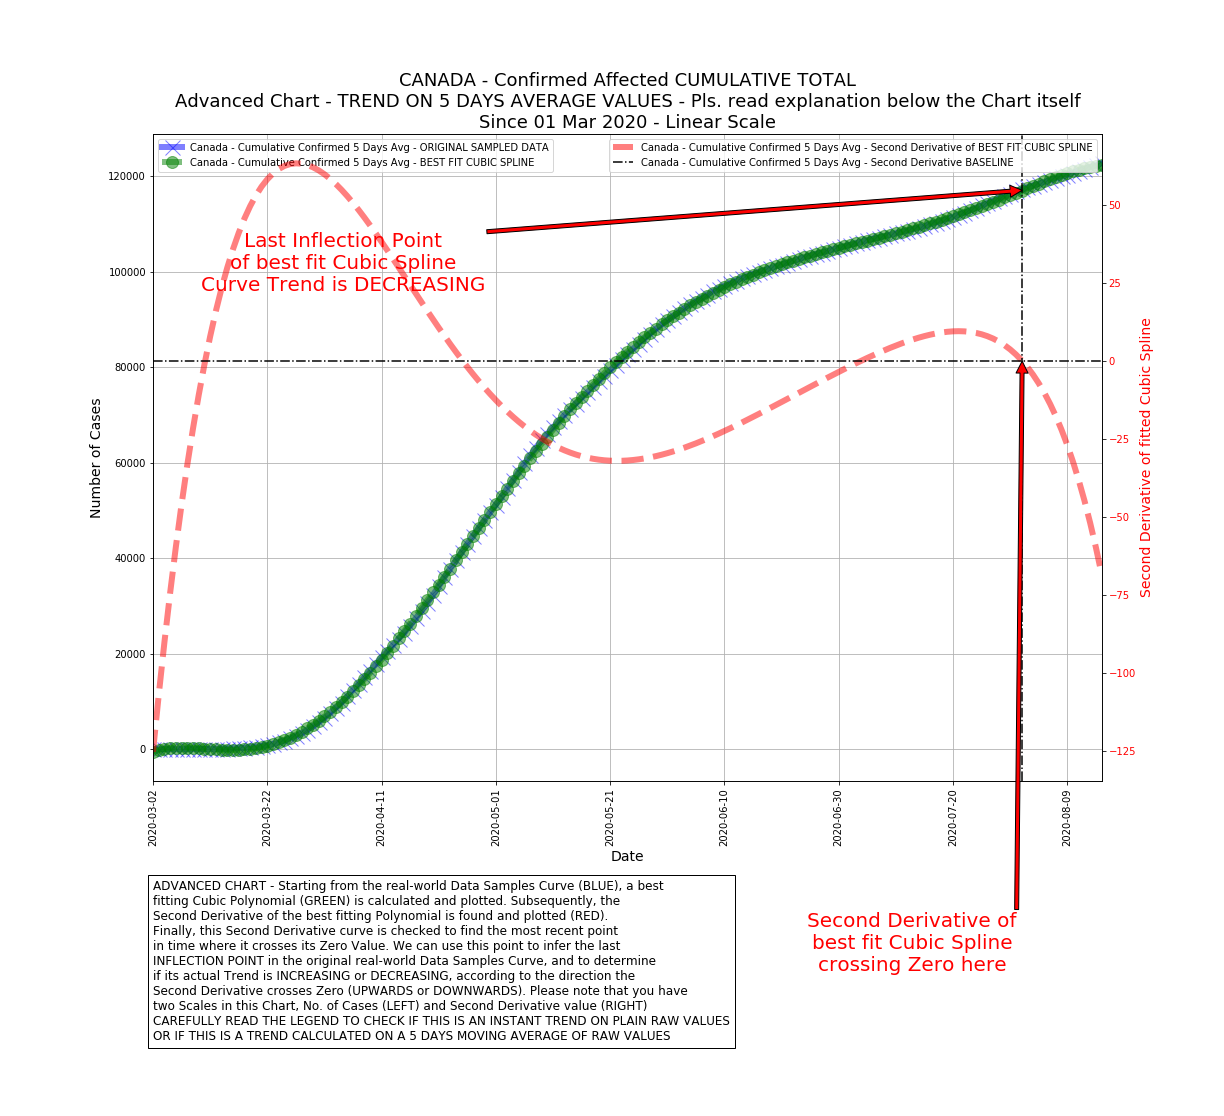 CANADA - Confirmed Affected CUMULATIVE TOTAL
Advanced Chart - TREND ON 5 DAYS AVERAGE VALUES - Pls. read explanation below the Chart itself
Since 01 Mar 2020 - Linear Scale
Canada - Cumulative Confirmed 5 Days Avg - ORIGINAL SAMPLED DATA
Canada - Cumulative Confirmed 5 Days Avg - BEST FIT CUBIC SPLINE
Canada - Cumulative Confirmed 5 Days Avg - Second Derivative of BEST FIT CUBIC SPLINE
Canada - Cumulative Confirmed 5 Days Avg - Second Derivative BASELINE
Last Inflection Point
of best fit Cubic Spline
Curve Trend is DECREASING
Number of Cases
120000
100000
80000
60000
40000
20000
0
50
25
0
−25
−50
−75
−100
−125
Second Derivative of fitted Cubic Spline
2020-03-02
2020-03-22
2020-04-11
2020-05-01
2020-05-21
2020-06-10
2020-06-30
2020-07-20
2020-08-09
Date
ADVANCED CHART - Starting from the real-world Data Samples Curve (BLUE), a best
fitting Cubic Polynomial (GREEN) is calculated and plotted. Subsequently, the
Second Derivative of the best fitting Polynomial is found and plotted (RED).
Finally, this Second Derivative curve is checked to find the most recent point
in time where it crosses its Zero Value. We can use this point to infer the last
INFLECTION POINT in the original real-world Data Samples Curve, and to determine
if its actual Trend is INCREASING or DECREASING, according to the direction the
Second Derivative crosses Zero (UPWARDS or DOWNWARDS). Please note that you have
two Scales in this Chart, No. of Cases (LEFT) and Second Derivative value (RIGHT)
CAREFULLY READ THE LEGEND TO CHECK IF THIS IS AN INSTANT TREND ON PLAIN RAW VALUES
OR IF THIS IS A TREND CALCULATED ON A 5 DAYS MOVING AVERAGE OF RAW VALUES
Second Derivative of
best fit Cubic Spline
crossing Zero here